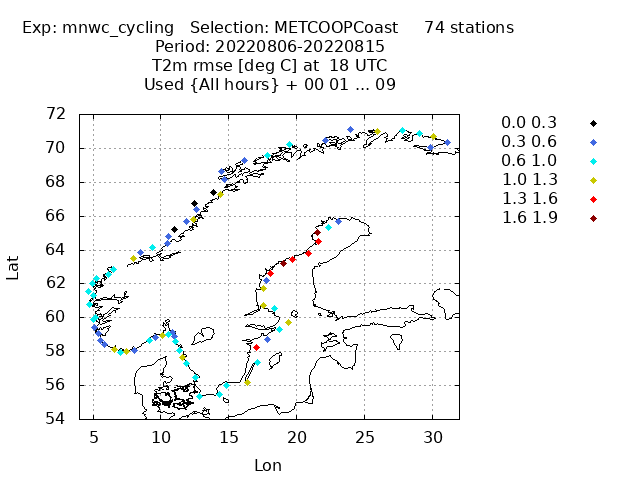 Exp: mnwc_cycling   Selection: METCOOPCoast     74 stations
Period: 20220806-20220815
T2m rmse [deg C] at  18 UTC
Used {All hours} + 00 01 ... 09
72
70
68
66
64
62
60
58
56
54
5 10 15 20 25 30
Lat
Lon
0.0 0.3
0.3 0.6
0.6 1.0
1.0 1.3
1.3 1.6
1.6 1.9